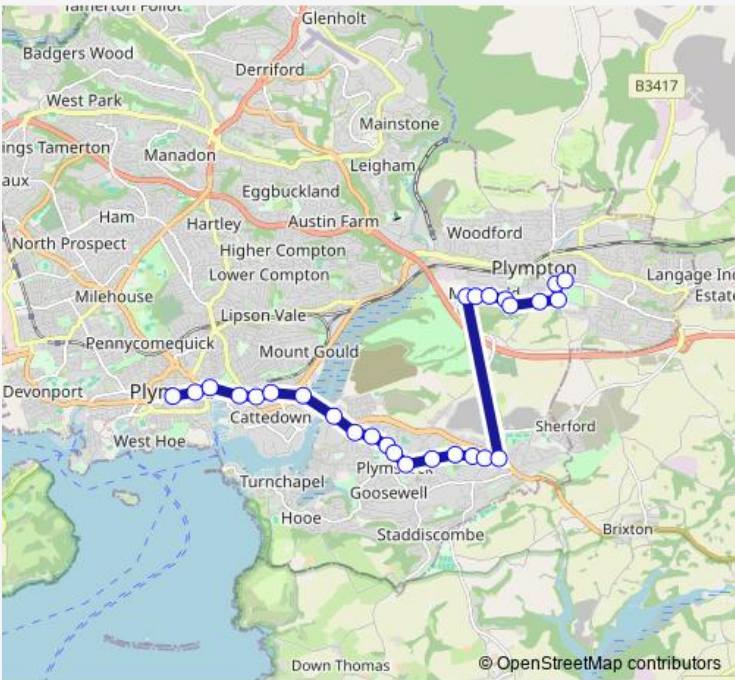 Tamerton Foliot
Glenholt
Badgers Wood
Derriford
B3417
West Park
Mainstone
ings Tamerton
Manadon
Leigham
aux
Eggbuckland
Ham
Hartley
Austin Farm
Woodford
North Prospect
Higher Compton
Plympton
Lower Compton
Langage Ind
Milehouse
Estate
Lipson Vale
Pennycomequick
Mount Gould
Devonport
Plym
Cattedown
Sherford
West Hoe
Turnchapel
Goosewell
Hooe
Brixton
Staddiscombe
Down Thomas
© OpenStreetMap contributors